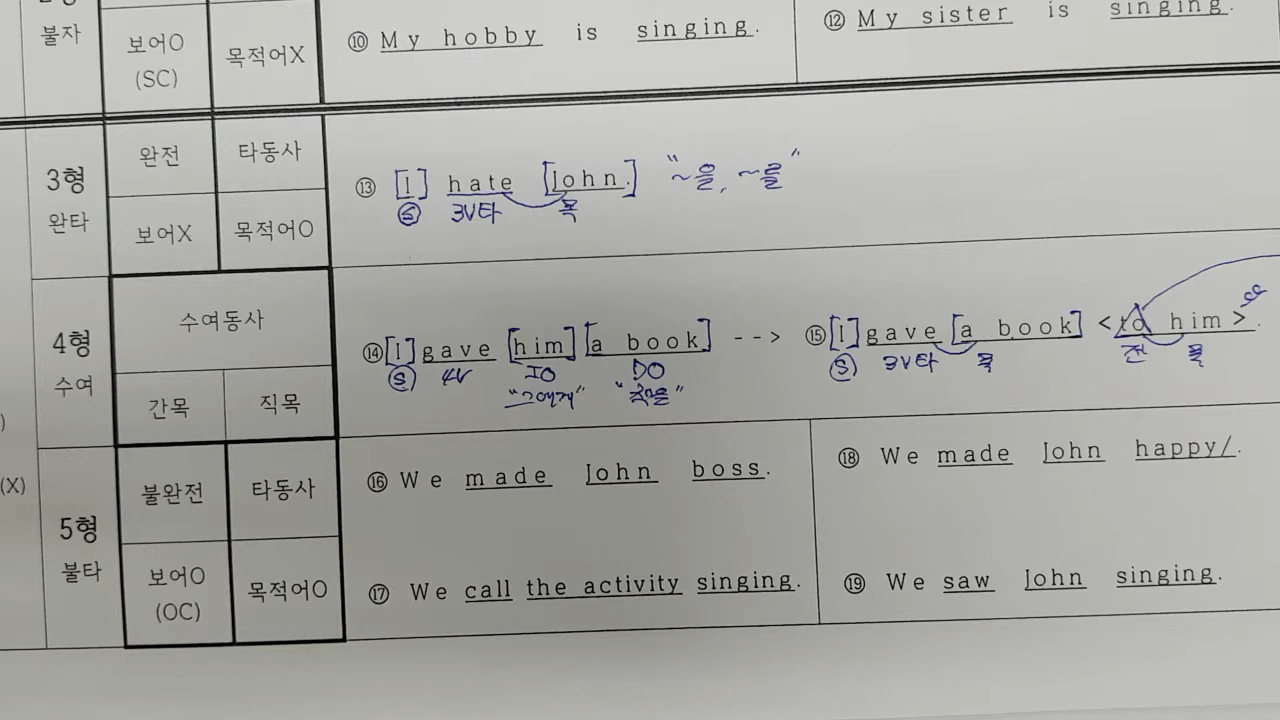 불자
보어O
(SC)
목적어X
⑩ My hobby is singing.
⑫ My sister is singing.
3형
완타
완전
타동사
보어X
목적어O
⑬ [I] hate [John.] "~을, ~를"
Ⓢ 3V타 목
4형
수여
수여동사
간목
직목
⑭ [I] gave [him] [a book] -->
Ⓢ 4V IO DO
"그에게" "책을"
⑮ [I] gave [a book] <to him>.
Ⓢ 3V타 목 전 목
(X)
5형
불타
불완전
타동사
보어O
(OC)
목적어O
⑯ We made John boss.
⑱ We made John happy/.
⑰ We call the activity singing.
⑲ We saw John singing.